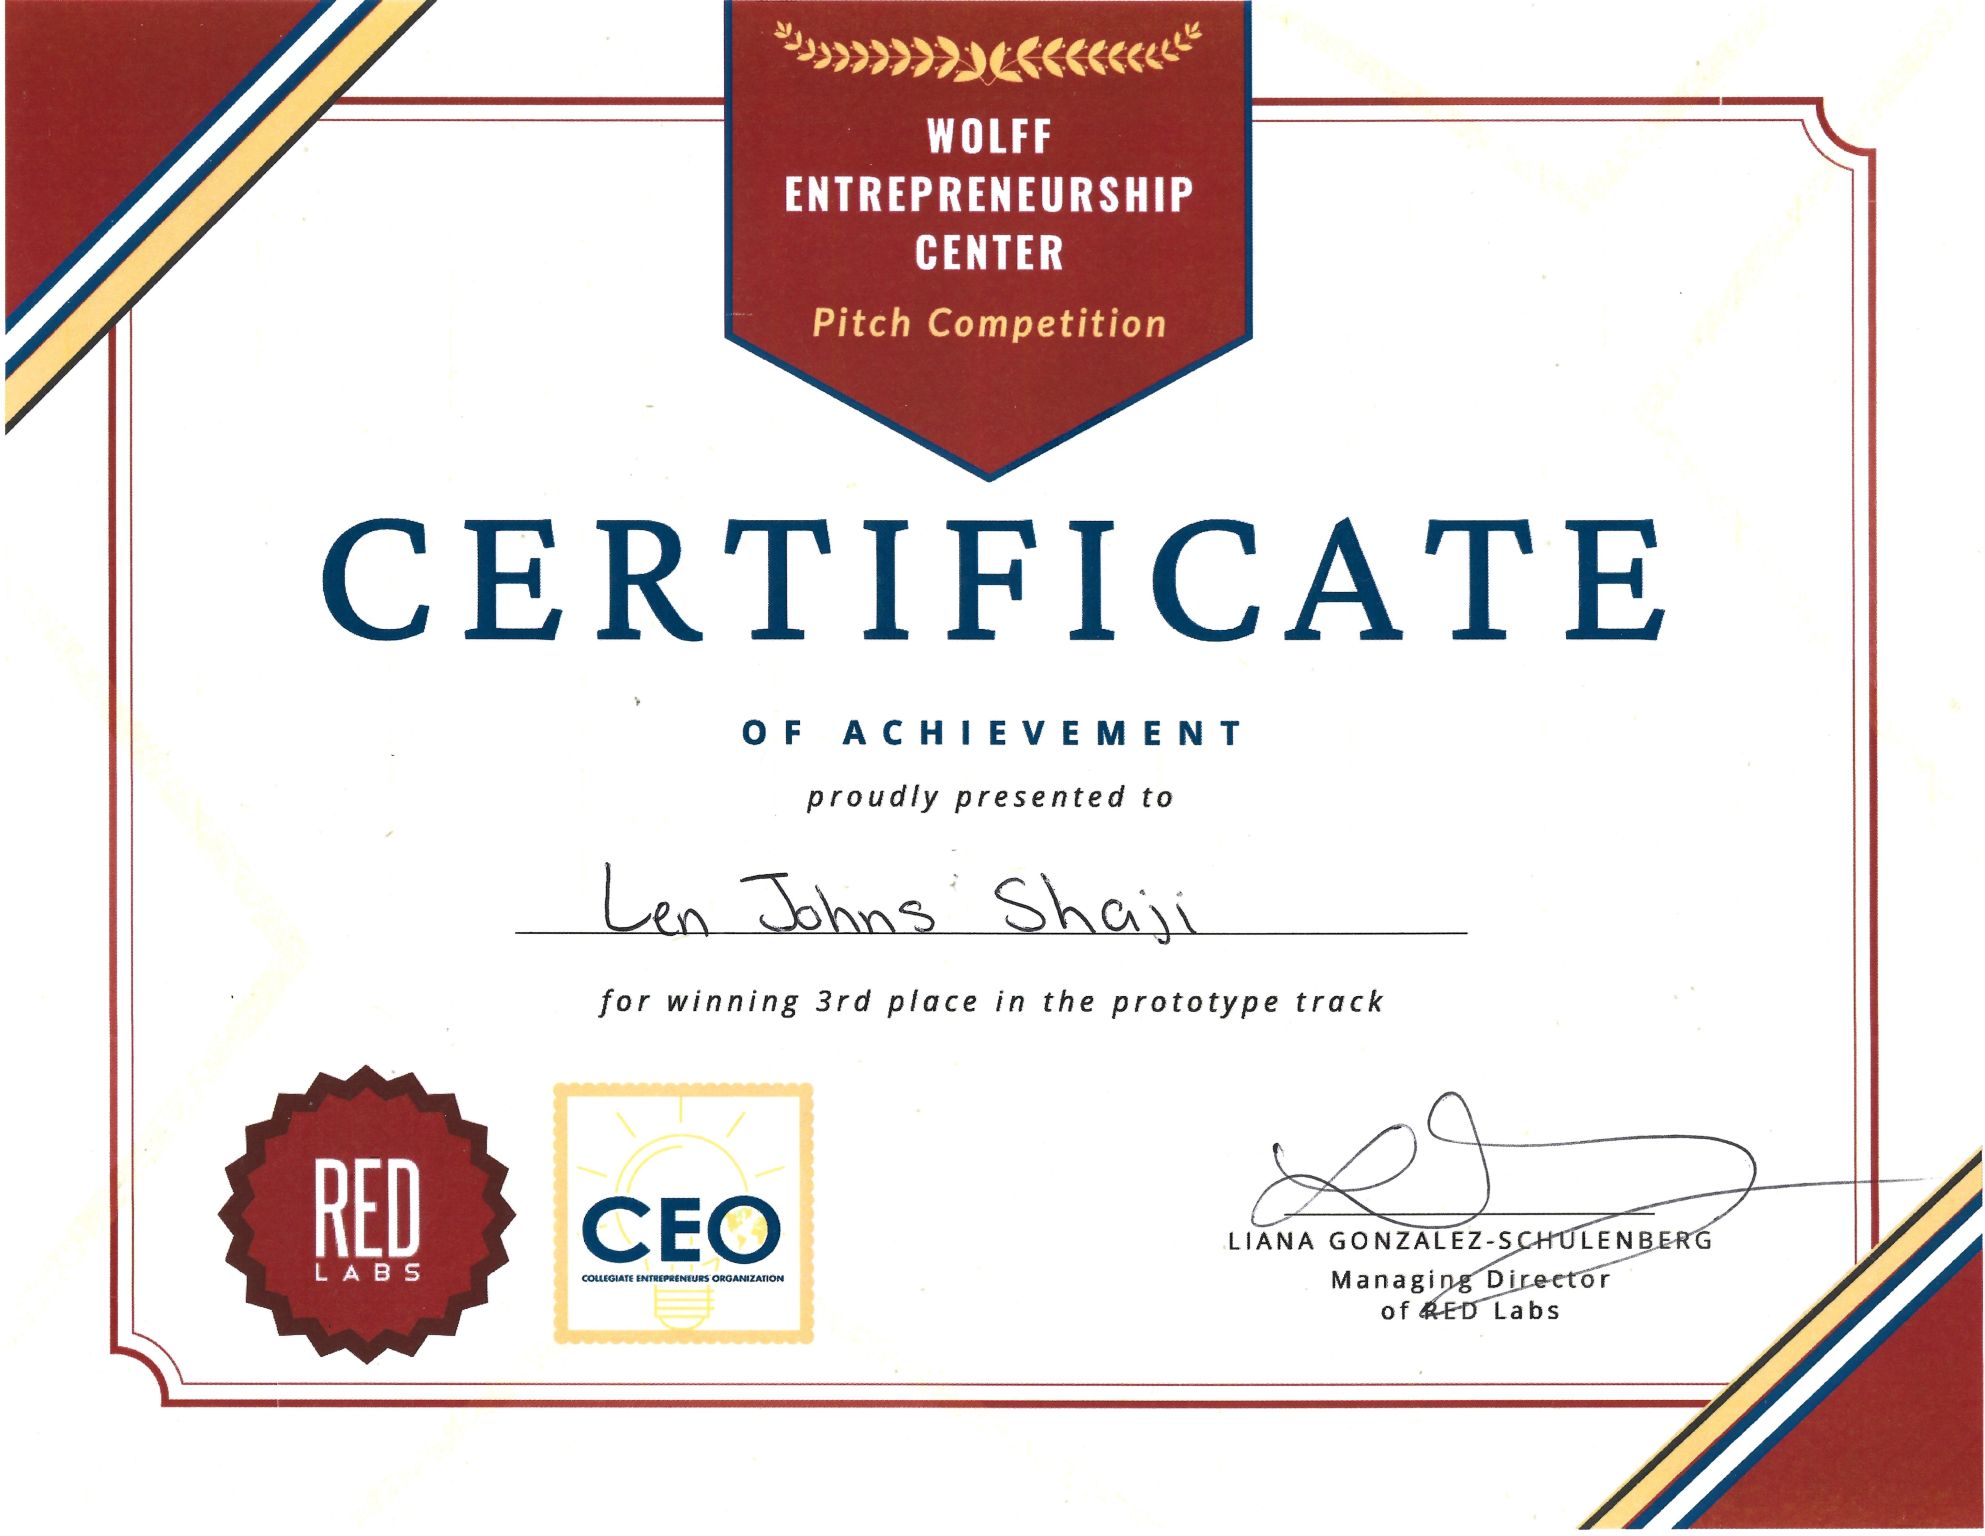 WOLFF
ENTREPRENEURSHIP
CENTER
Pitch Competition
CERTIFICATE
OF ACHIEVEMENT
proudly presented to
Len Johns Shaji
for winning 3rd place in the prototype track
RED
LABS
CEO
COLLEGIATE ENTREPRENEURS' ORGANIZATION
LIANA GONZALEZ-SCHULENBERG
Managing Director
of RED Labs